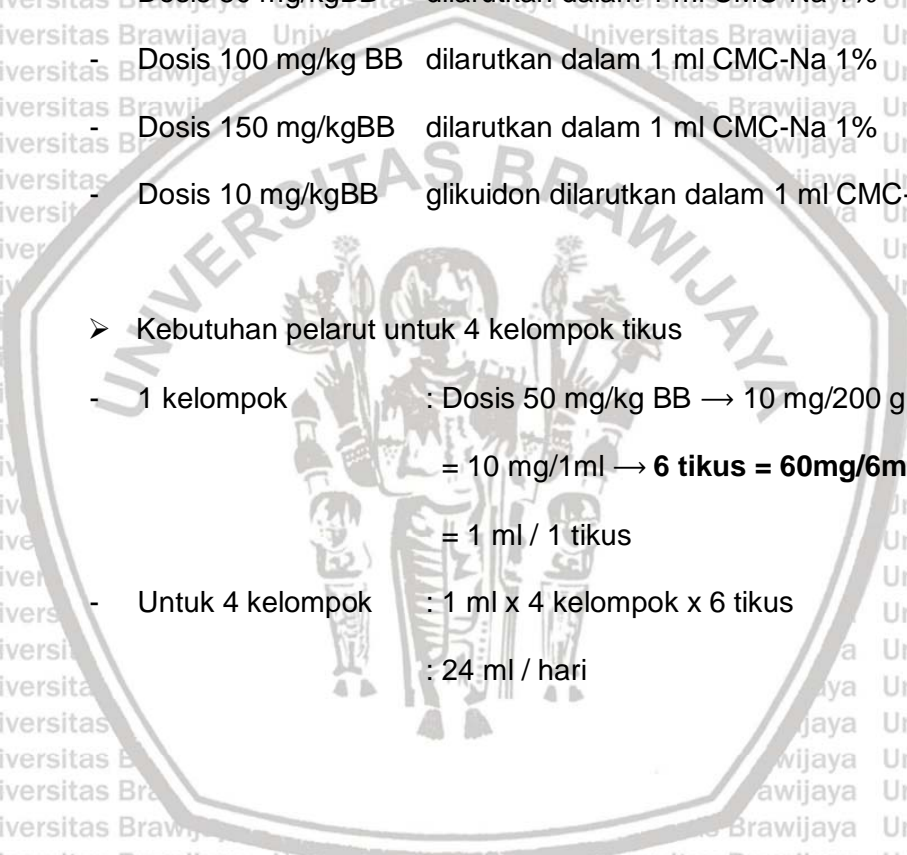 - Dosis 100 mg/kg BB dilarutkan dalam 1 ml CMC-Na 1%
- Dosis 150 mg/kgBB dilarutkan dalam 1 ml CMC-Na 1%
- Dosis 10 mg/kgBB glikuidon dilarutkan dalam 1 ml CMC-
➢ Kebutuhan pelarut untuk 4 kelompok tikus
- 1 kelompok : Dosis 50 mg/kg BB → 10 mg/200 g
= 10 mg/1ml → 6 tikus = 60mg/6m
= 1 ml / 1 tikus
- Untuk 4 kelompok : 1 ml x 4 kelompok x 6 tikus
: 24 ml / hari
UNIVERSITAS BRAWIJAYA